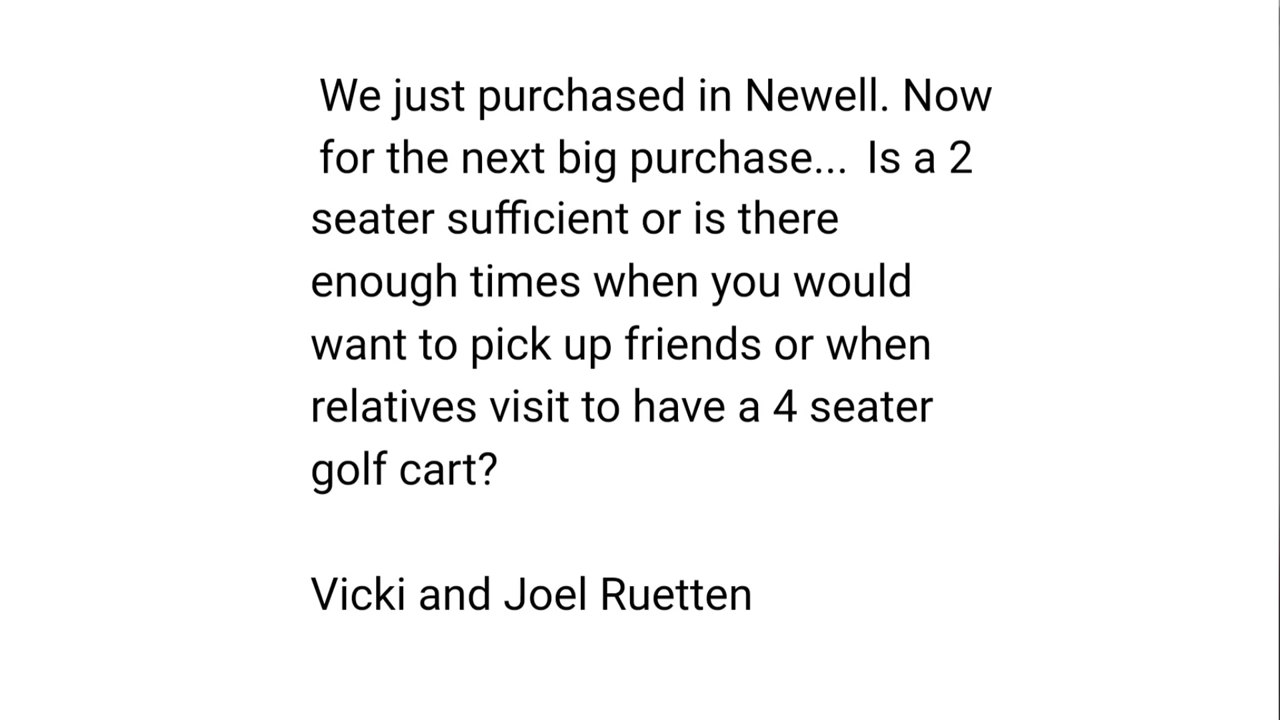 We just purchased in Newell. Now
for the next big purchase... Is a 2
seater sufficient or is there
enough times when you would
want to pick up friends or when
relatives visit to have a 4 seater
golf cart?
Vicki and Joel Ruetten